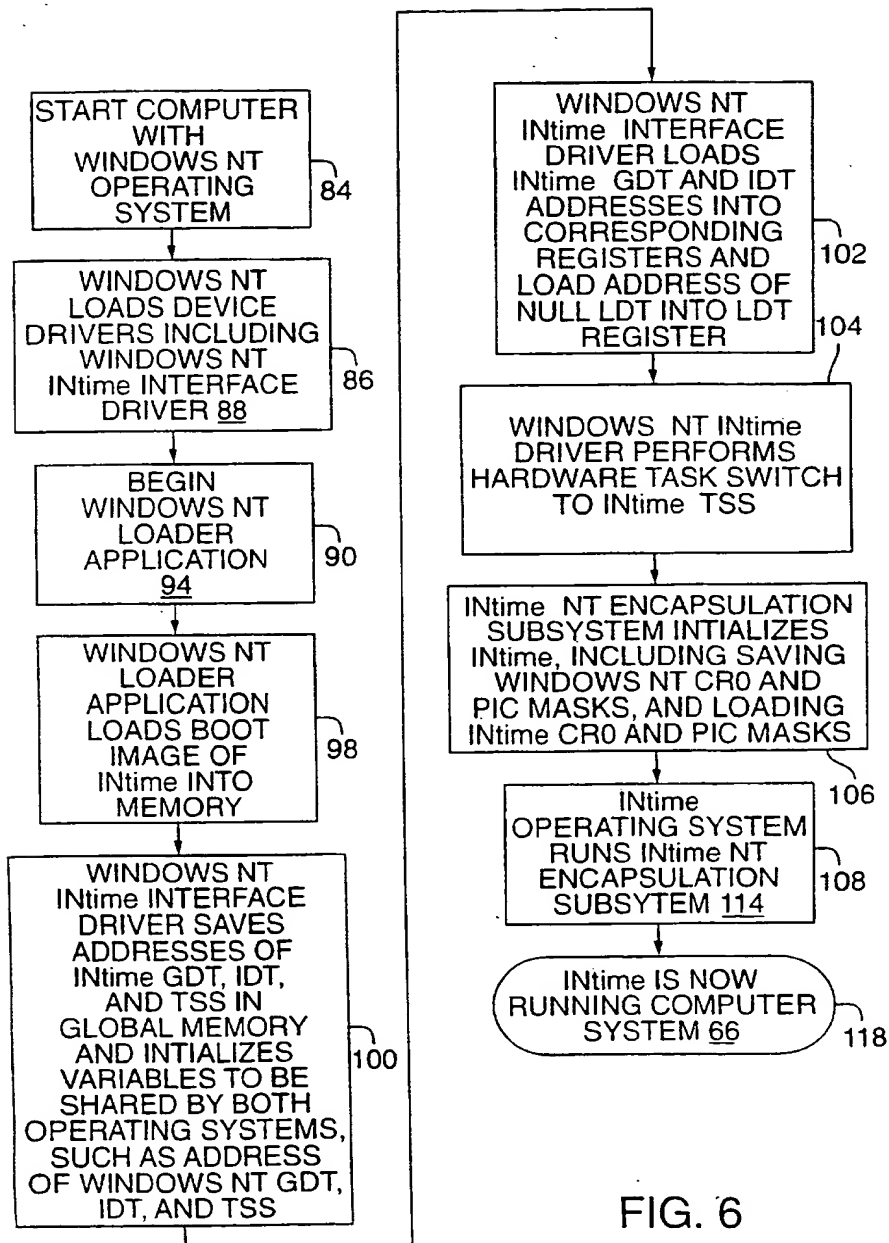 START COMPUTER
WITH
WINDOWS NT
OPERATING
SYSTEM
84
WINDOWS NT
LOADS DEVICE
DRIVERS INCLUDING
WINDOWS NT
INtime INTERFACE
DRIVER 88
86
BEGIN
WINDOWS NT
LOADER
APPLICATION
94
90
WINDOWS NT
LOADER
APPLICATION
LOADS BOOT
IMAGE OF
INtime INTO
MEMORY
98
WINDOWS NT
INtime INTERFACE
DRIVER SAVES
ADDRESSES OF
INtime GDT, IDT,
AND TSS IN
GLOBAL MEMORY
AND INTIALIZES
VARIABLES TO BE
SHARED BY BOTH
OPERATING SYSTEMS,
SUCH AS ADDRESS
OF WINDOWS NT GDT,
IDT, AND TSS
100
WINDOWS NT
INtime INTERFACE
DRIVER LOADS
INtime GDT AND IDT
ADDRESSES INTO
CORRESPONDING
REGISTERS AND
LOAD ADDRESS OF
NULL LDT INTO LDT
REGISTER
102
104
WINDOWS NT INtime
DRIVER PERFORMS
HARDWARE TASK SWITCH
TO INtime TSS
INtime NT ENCAPSULATION
SUBSYSTEM INTIALIZES
INtime, INCLUDING SAVING
WINDOWS NT CR0 AND
PIC MASKS, AND LOADING
INtime CR0 AND PIC MASKS
106
INtime
OPERATING SYSTEM
RUNS INtime NT
ENCAPSULATION
SUBSYTEM 114
108
INtime IS NOW
RUNNING COMPUTER
SYSTEM 66
118
FIG. 6